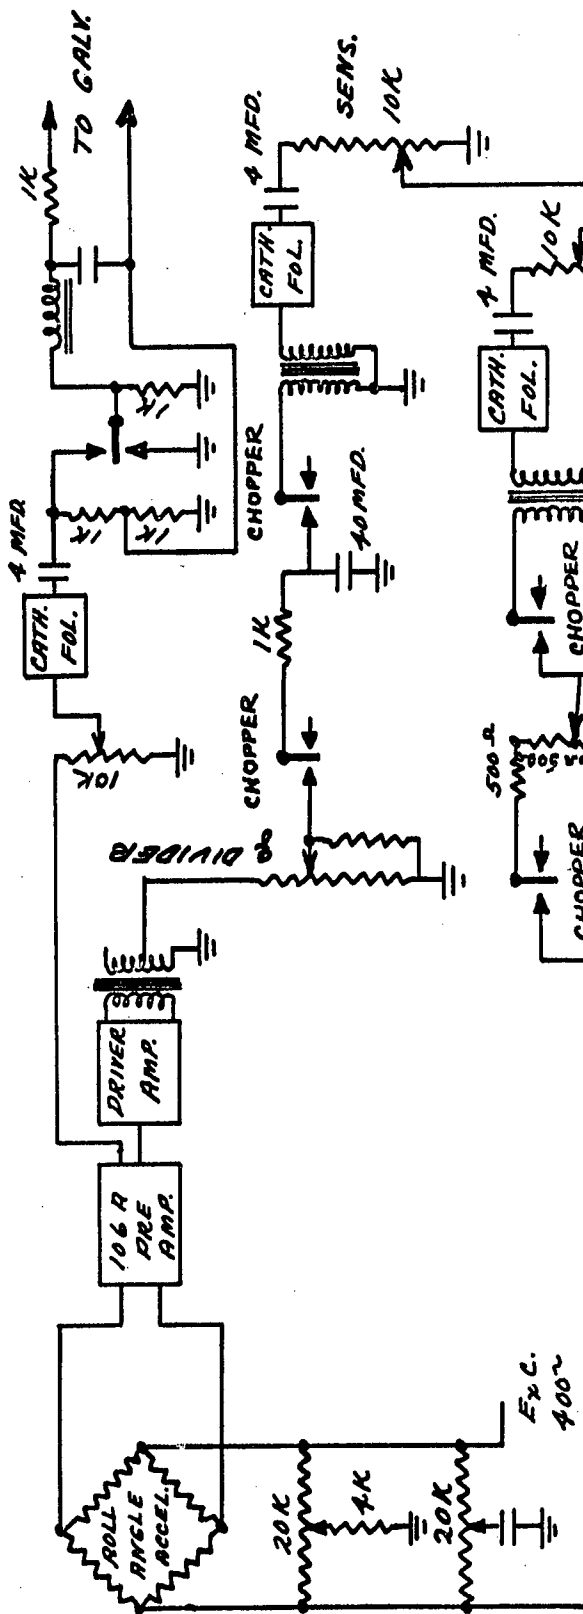 ROLL
ANGLE
ACCEL.
106 A
PRE
AMP.
DRIVER
AMP.
DIVIDER
10K
CATH.
FOL.
4 MFD.
1K
1K
1K
1K
TO GALV.
CHOPPER
1K
40 MFD.
CHOPPER
CATH.
FOL.
4 MFD.
SENS.
10K
20K
4K
20K
EXC.
400~
CHOPPER
500Ω
CHOPPER
CATH.
FOL.
4 MFD.
10K